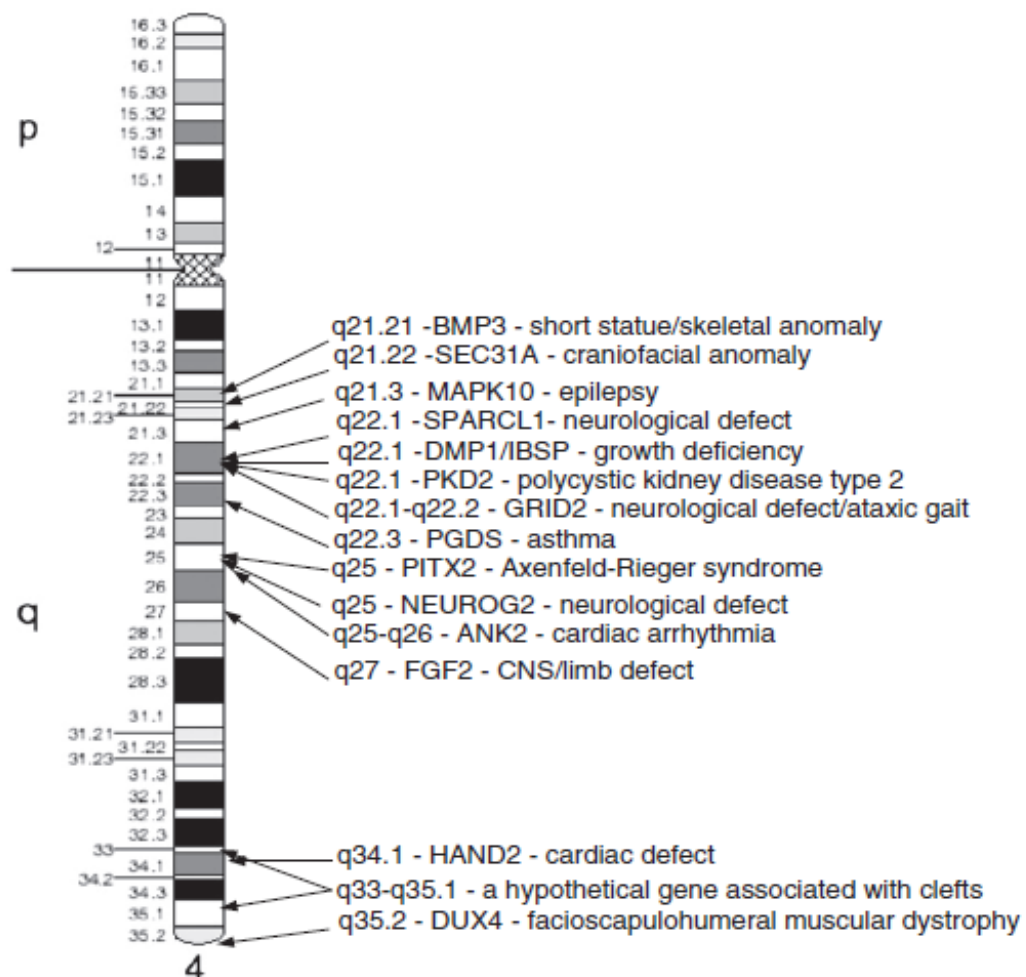 16.3
16.2
16.1
15.33
15.32
p
15.31
15.2
15.1
14
13
12
11
11
12
13.1
13.2
13.3
21.1
21.21
21.22
21.23
21.3
22.1
22.2
22.3
23
24
25
q
26
27
28.1
28.2
28.3
31.1
31.21
31.22
31.23
31.3
32.1
32.2
32.3
33
34.1
34.2
34.3
35.1
35.2
4
q21.21 -BMP3 - short statue/skeletal anomaly
q21.22 -SEC31A - craniofacial anomaly
q21.3 - MAPK10 - epilepsy
q22.1 -SPARCL1- neurological defect
q22.1 -DMP1/IBSP - growth deficiency
q22.1 -PKD2 - polycystic kidney disease type 2
q22.1-q22.2 - GRID2 - neurological defect/ataxic gait
q22.3 - PGDS - asthma
q25 - PITX2 - Axenfeld-Rieger syndrome
q25 - NEUROG2 - neurological defect
q25-q26 - ANK2 - cardiac arrhythmia
q27 - FGF2 - CNS/limb defect
q34.1 - HAND2 - cardiac defect
q33-q35.1 - a hypothetical gene associated with clefts
q35.2 - DUX4 - facioscapulohumeral muscular dystrophy